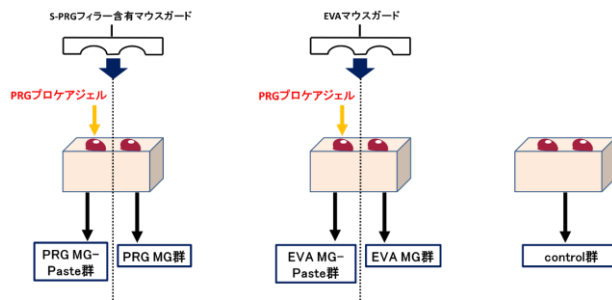 S-PRGフィラー含有マウスガード
EVAマウスガード
PRGプロケアジェル
PRGプロケアジェル
PRG MG-
Paste群
PRG MG群
EVA MG-
Paste群
EVA MG群
control群